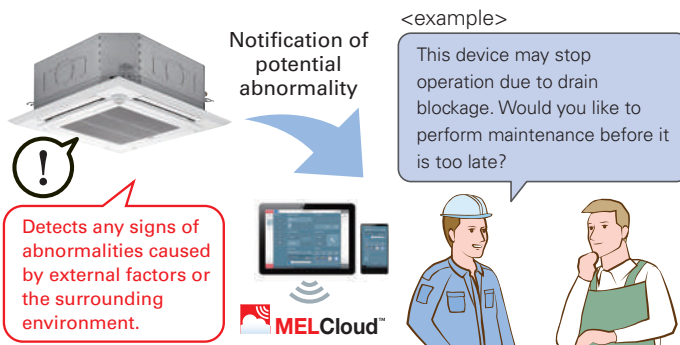 <example>
Notification of
potential
abnormality
This device may stop
operation due to drain
blockage. Would you like to
perform maintenance before it
is too late?
!
Detects any signs of
abnormalities caused
by external factors or
the surrounding
environment.
MELCloud™